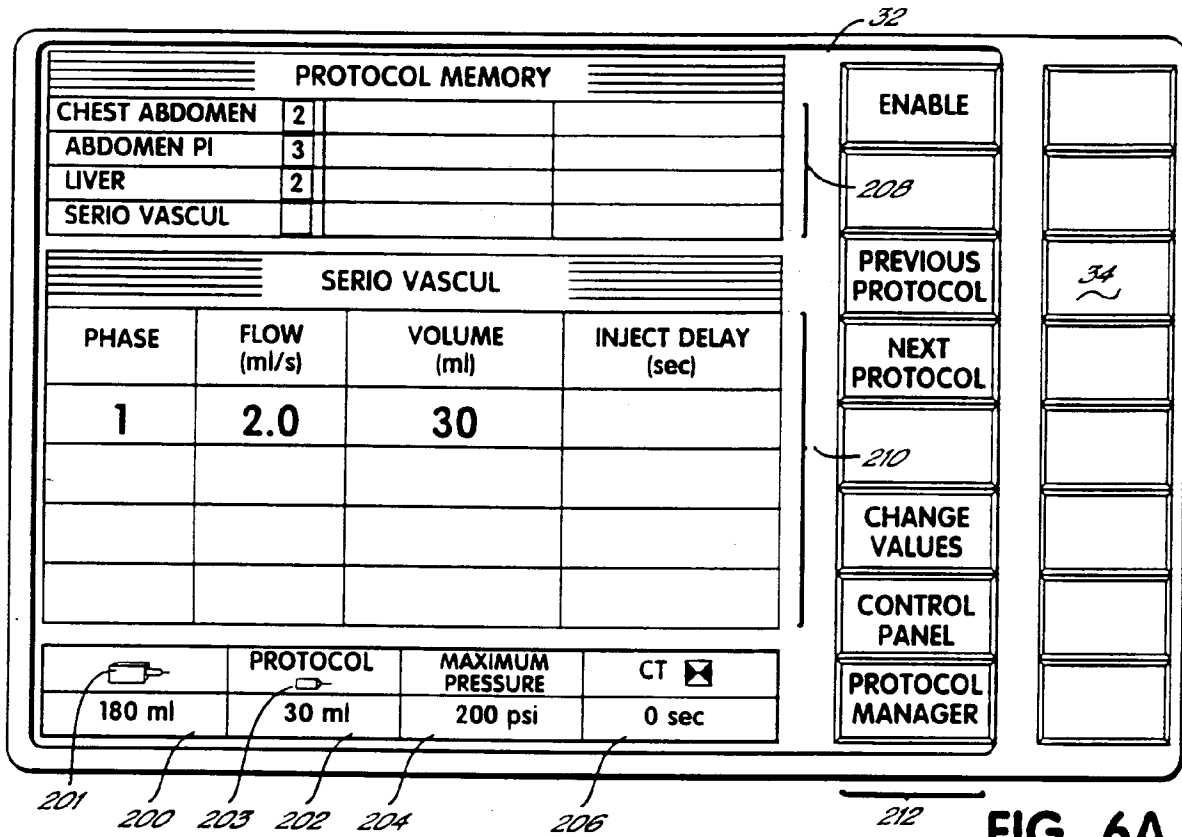 32
PROTOCOL MEMORY
CHEST ABDOMEN 2
ABDOMEN PI 3
LIVER 2
SERIO VASCUL
208
SERIO VASCUL
PHASE FLOW (ml/s) VOLUME (ml) INJECT DELAY (sec)
1 2.0 30
210
PROTOCOL MAXIMUM PRESSURE CT
180 ml 30 ml 200 psi 0 sec
ENABLE
PREVIOUS PROTOCOL
NEXT PROTOCOL
CHANGE VALUES
CONTROL PANEL
PROTOCOL MANAGER
34
201 200 203 202 204 206 212
FIG. 6A